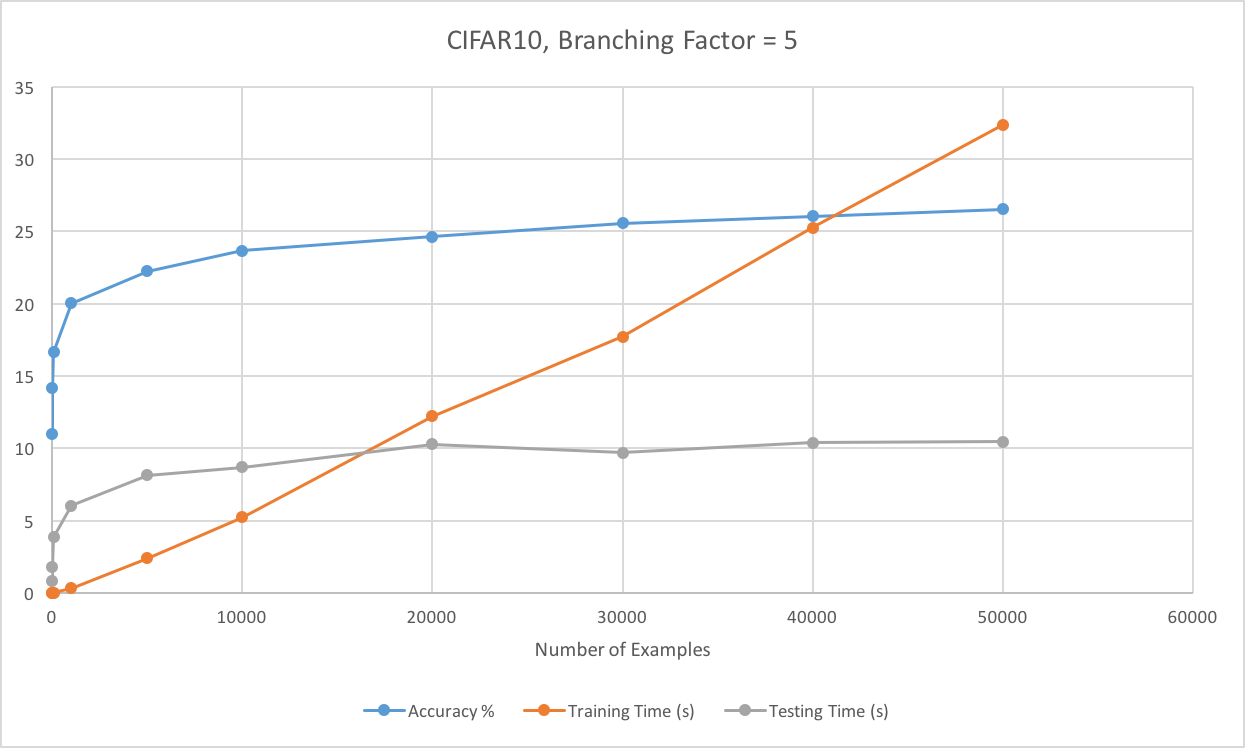 CIFAR10, Branching Factor = 5
35
30
25
20
15
10
5
0
0 10000 20000 30000 40000 50000 60000
Number of Examples
Accuracy % Training Time (s) Testing Time (s)